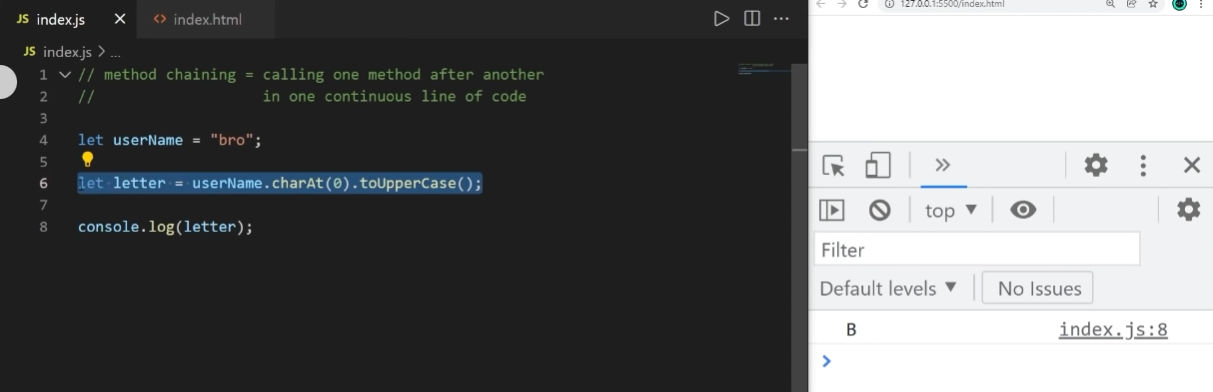 JS index.js × <> index.html
JS index.js > ...
1 // method chaining = calling one method after another
2 //                   in one continuous line of code
3
4 let userName = "bro";
5
6 let letter = userName.charAt(0).toUpperCase();
7
8 console.log(letter);
127.0.0.1:5500/index.html
top ▼
Filter
Default levels ▼ No Issues
B index.js:8
>